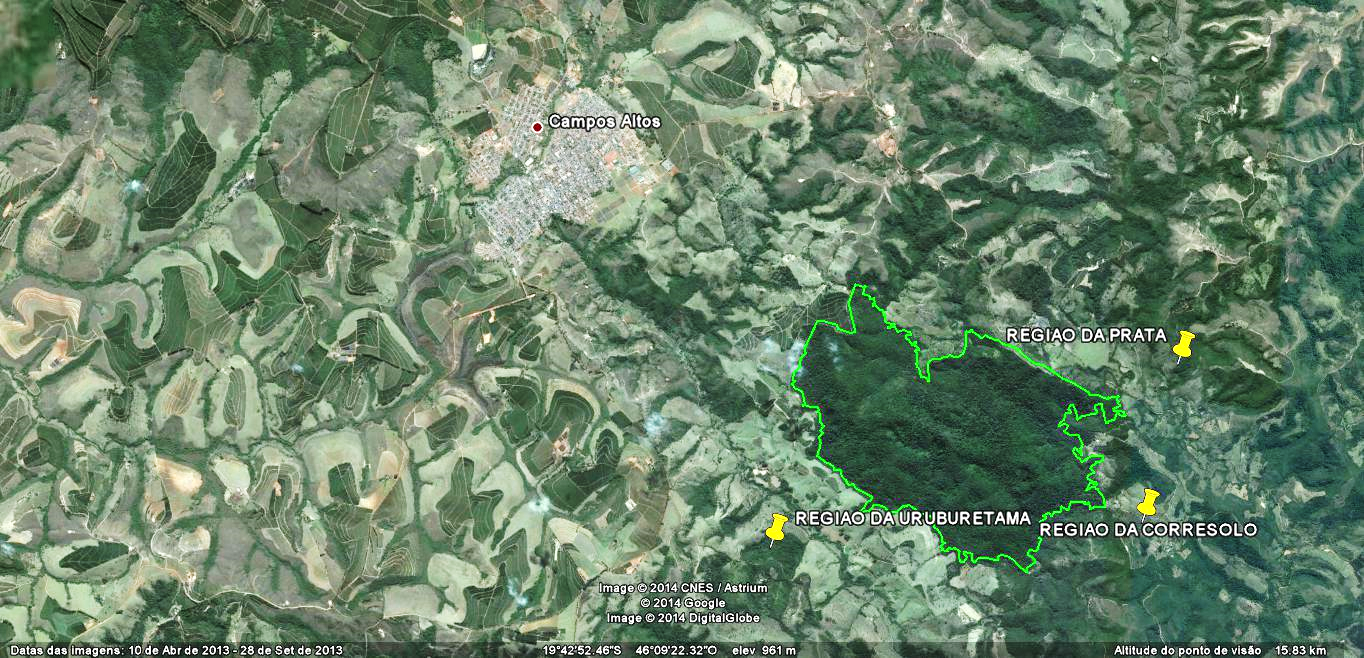 Campos Altos
REGIAO DA PRATA
REGIAO DA URUBURETAMA
REGIAO DA CORRESOLO
Image © 2014 CNES / Astrium
© 2014 Google
Image © 2014 DigitalGlobe
Datas das imagens: 10 de Abr de 2013 - 28 de Set de 2013 19°42'52.46"S 46°09'22.32"O elev 961 m Altitude do ponto de visão 15.83 km